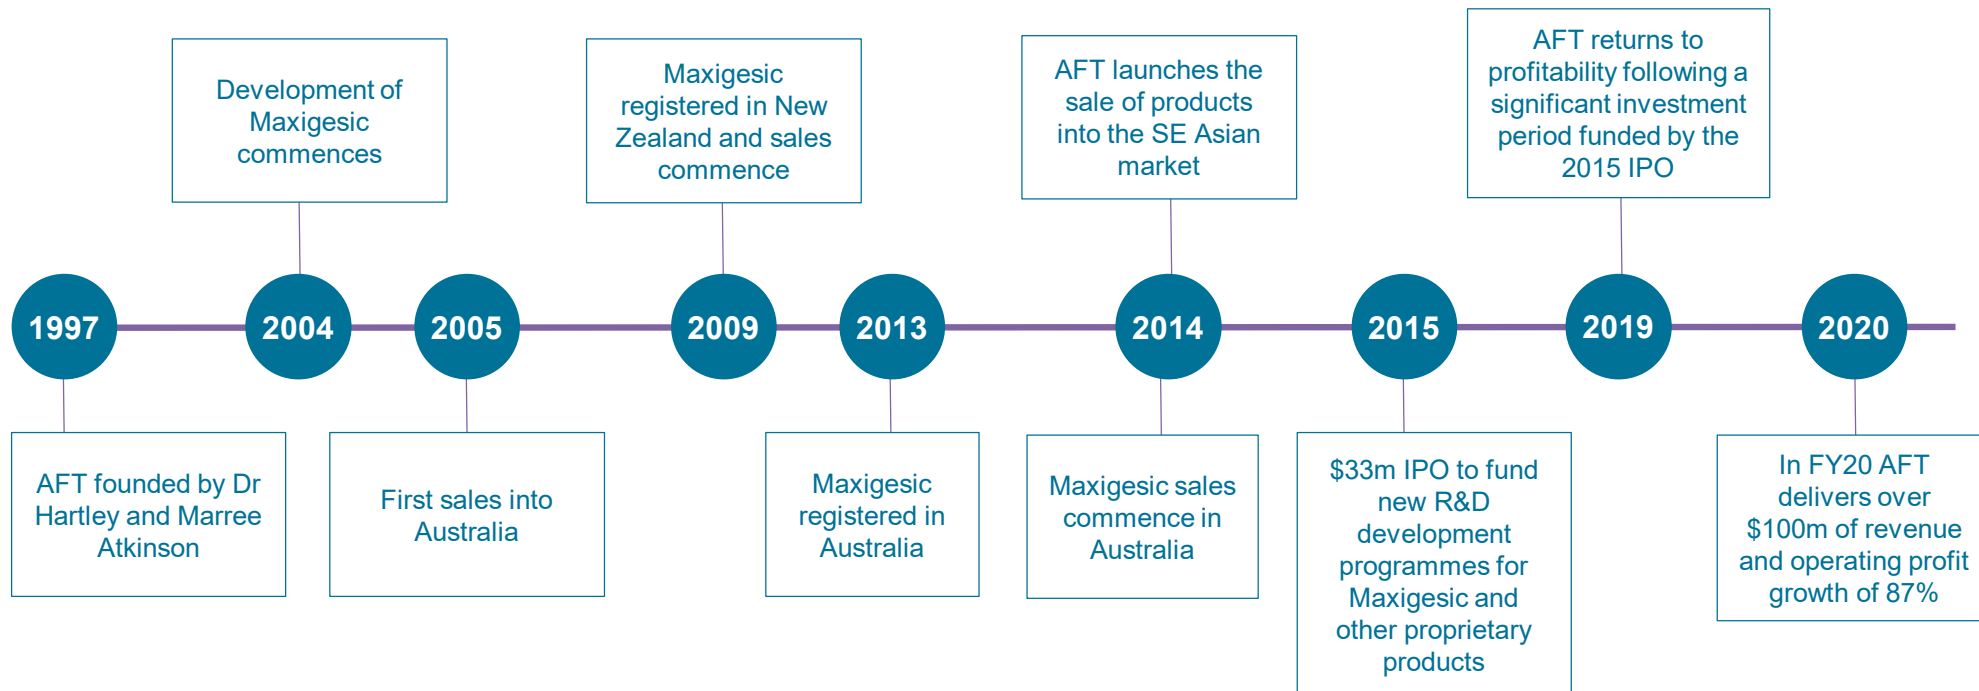 Development of
Maxigesic
commences
Maxigesic
registered in New
Zealand and sales
commence
AFT launches the
sale of products
into the SE Asian
market
AFT returns to
profitability following a
significant investment
period funded by the
2015 IPO
1997
2004
2005
2009
2013
2014
2015
2019
2020
AFT founded by Dr
Hartley and Marree
Atkinson
First sales into
Australia
Maxigesic
registered in
Australia
Maxigesic sales
commence in
Australia
$33m IPO to fund
new R&D
development
programmes for
Maxigesic and
other proprietary
products
In FY20 AFT
delivers over
$100m of revenue
and operating profit
growth of 87%